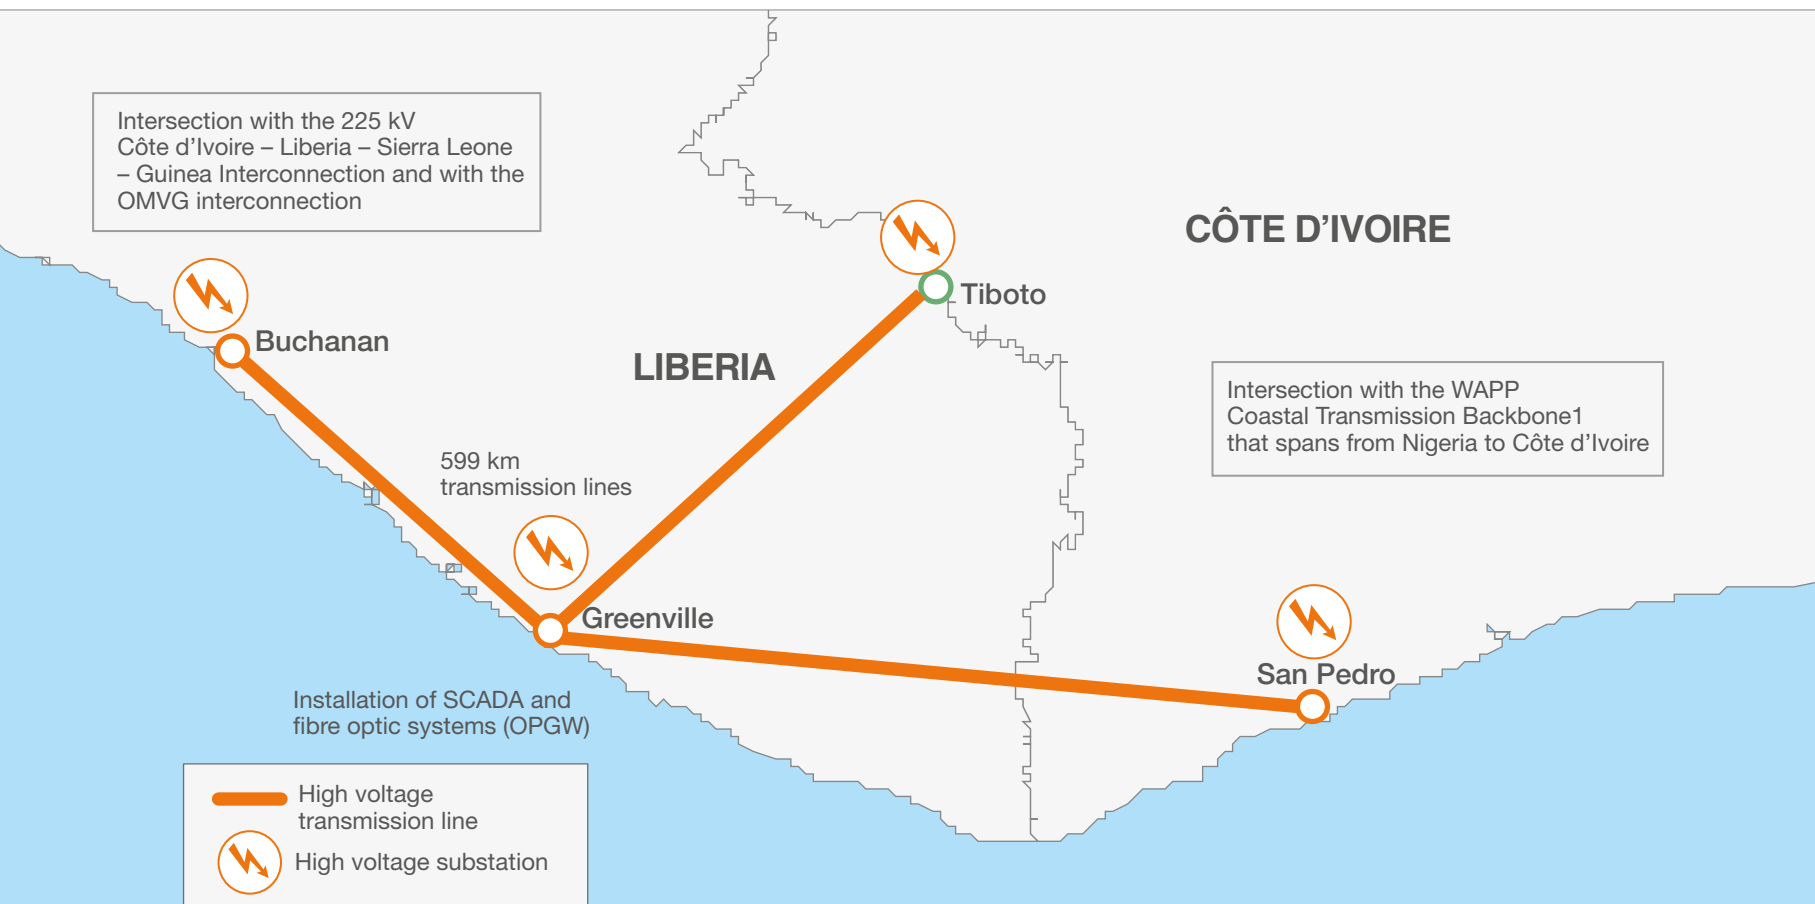 Intersection with the 225 kV
Côte d’Ivoire – Liberia – Sierra Leone
– Guinea Interconnection and with the
OMVG interconnection
CÔTE D’IVOIRE
Tiboto
Buchanan
LIBERIA
Intersection with the WAPP
Coastal Transmission Backbone1
that spans from Nigeria to Côte d’Ivoire
599 km
transmission lines
Greenville
San Pedro
Installation of SCADA and
fibre optic systems (OPGW)
High voltage
transmission line
High voltage substation